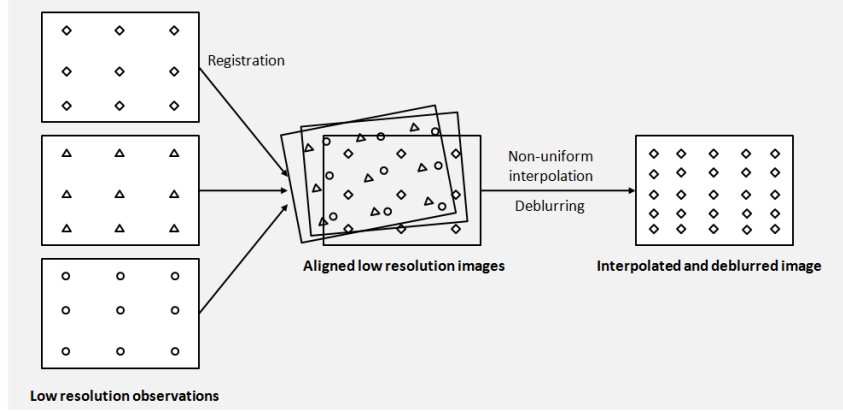 Registration
Non-uniform
interpolation
Deblurring
Aligned low resolution images
Interpolated and deblurred image
Low resolution observations